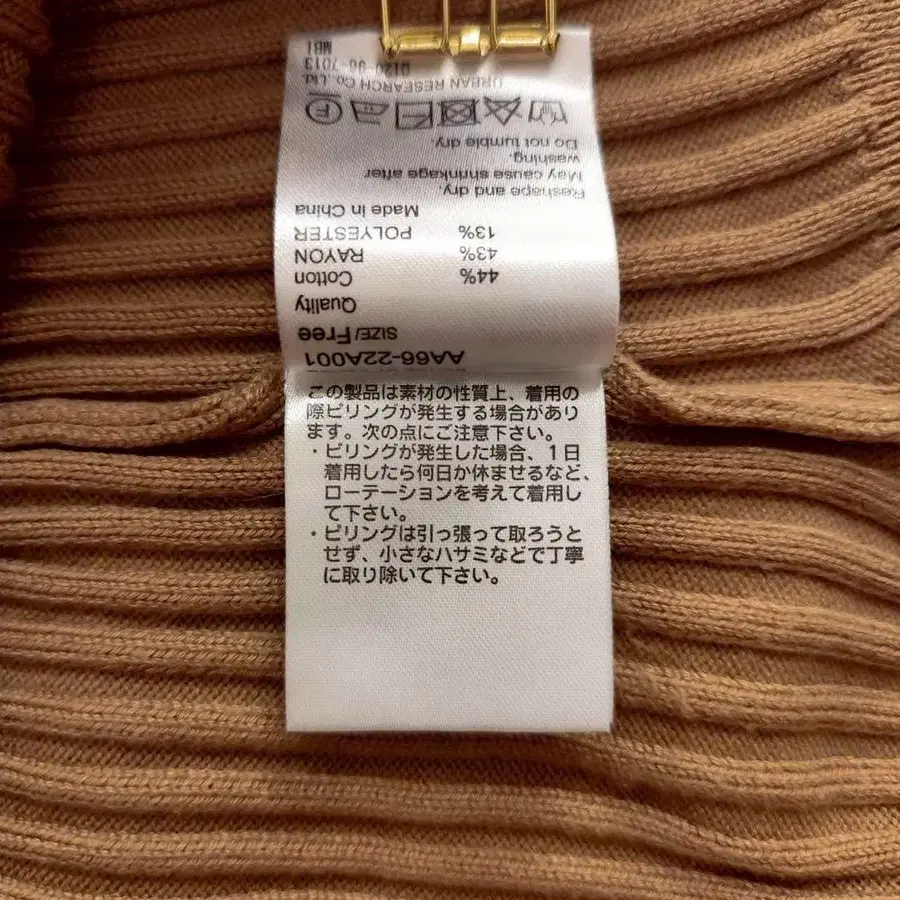 AA66-22A001
SIZE/Free
Quality
Cotton 44%
RAYON 43%
POLYESTER 13%
Made in China
Reshape and dry.
May cause shrinkage after
washing.
Do not tumble dry.
F
URBAN RESEARCH Co.,Ltd.
MB1
この製品は素材の性質上、着用の
際ピリングが発生する場合があり
ます。次の点にご注意下さい。
・ピリングが発生した場合、1日
着用したら何日か休ませるなど、
ローテーションを考えて着用し
て下さい。
・ピリングは引っ張って取ろうと
せず、小さなハサミなどで丁寧
に取り除いて下さい。